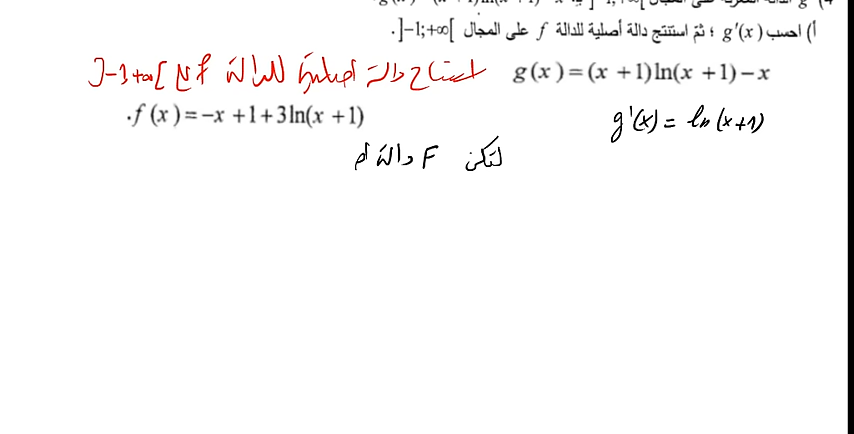 أ) احسب g'(x) ؛ ثمّ استنتج دالة أصلية للدالة f على المجال ]-1;+∞[.
استنتاج دالة أصلية للدالة f على ]-1;+∞[
g(x)=(x+1)ln(x+1)-x
.f(x)=-x+1+3ln(x+1)
g'(x) = ln(x+1)
لتكن F دالة أ